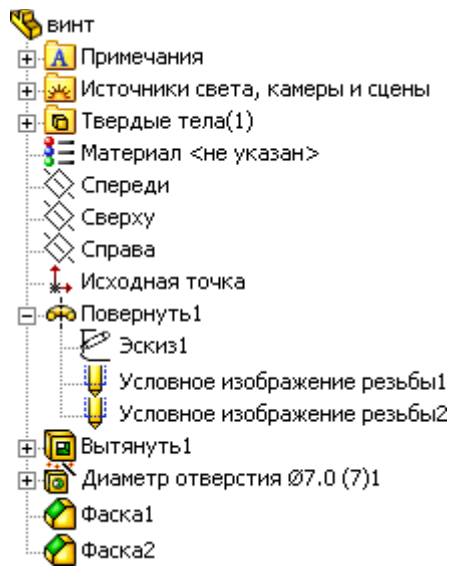 винт
Примечания
Источники света, камеры и сцены
Твердые тела(1)
Материал <не указан>
Спереди
Сверху
Справа
Исходная точка
Повернуть1
Эскиз1
Условное изображение резьбы1
Условное изображение резьбы2
Вытянуть1
Диаметр отверстия Ø7.0 (7)1
Фаска1
Фаска2